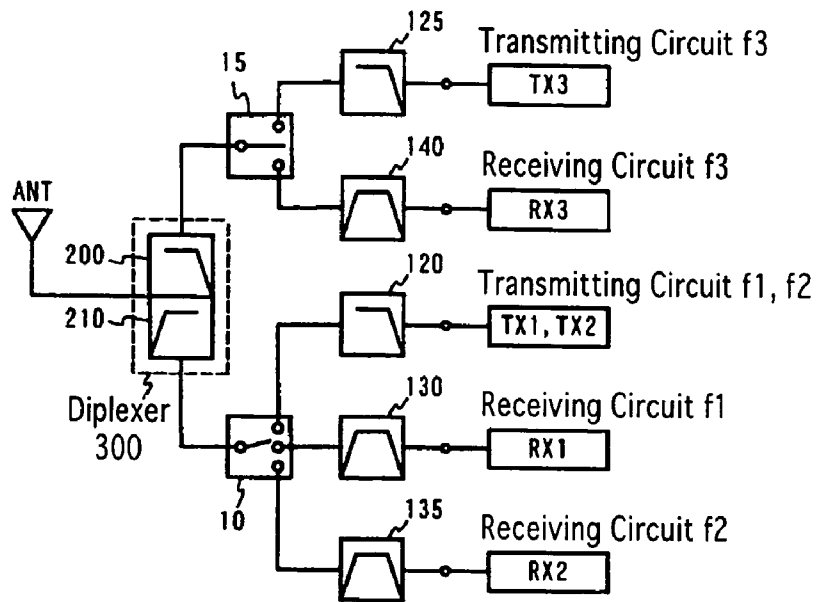 125
Transmitting Circuit f3
TX3
15
140
Receiving Circuit f3
RX3
ANT
200
210
120
Transmitting Circuit f1, f2
TX1, TX2
Diplexer
300
130
Receiving Circuit f1
RX1
10
135
Receiving Circuit f2
RX2